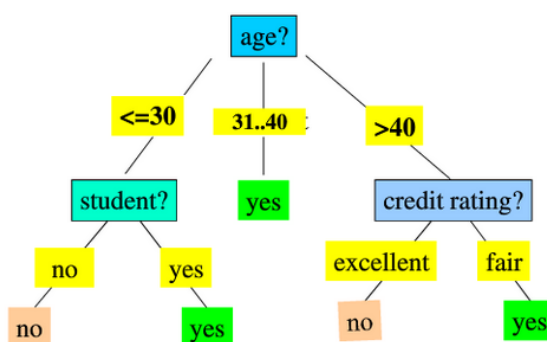 age?
<=30
31..40
>40
student?
yes
credit rating?
no
yes
excellent
fair
no
yes
no
yes